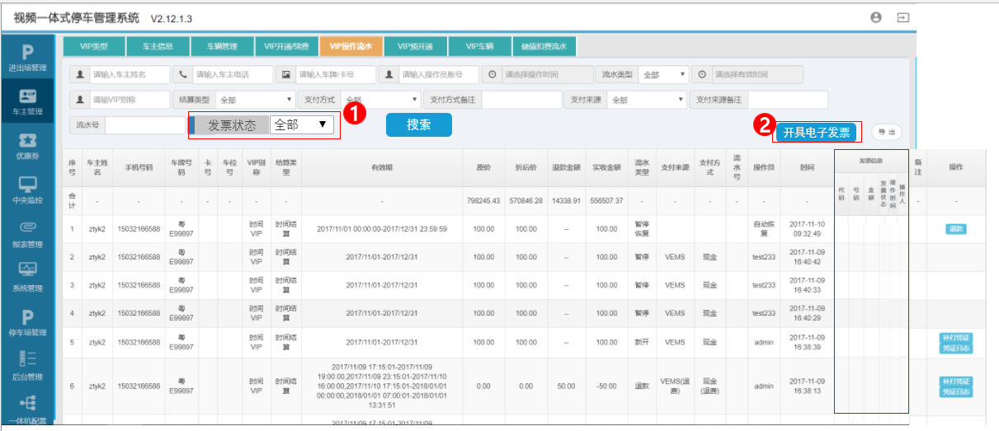 视频一体式停车管理系统 V2.12.1.3
VIP类型 车主信息 车辆管理 VIP开通/续费 VIP操作流水 VIP预开通 VIP车辆 储值扣费流水
P
进出场管理
车主管理
优惠券
中央监控
报表管理
系统管理
P
停车场管理
后台管理
一体机配置
请输入车主姓名 请输入车主电话 请输入车牌/卡号 请输入操作员账号 请选择操作时间 流水类型 全部 请选择有效时间
请输VIP别称 结算类型 全部 支付方式 全部 支付方式备注 支付来源 全部 支付来源备注
流水号 发票状态 全部 1 搜索 2 开具电子发票 导出
序号 车主姓名 手机号码 车牌号码 卡号 车位号 VIP别称 结算类型 有效期 原价 折后价 退款金额 实收金额 流水类型 支付来源 支付方式 流水号 操作员 时间 发票信息 备注 操作
代码 号码 金额 发票状态 操作时间 操作人
合计 - - - - - - - - 798245.43 570846.28 14338.91 556507.37 - - - - - - - -
1 ztyk2 15032166588 粤E99897 时间VIP 时间结算 2017/11/01 00:00:00-2017/12/31 23:59:59 100.00 100.00 -- 100.00 暂停恢复 自动恢复 2017-11-10 09:32:49 退款
2 ztyk2 15032166588 粤E99897 时间VIP 时间结算 2017/11/01-2017/12/31 100.00 100.00 -- 100.00 暂停 VEMS 现金 test233 2017-11-09 16:40:42
3 ztyk2 15032166588 粤E99897 时间VIP 时间结算 2017/11/01-2017/12/31 100.00 100.00 -- 100.00 暂停 VEMS 现金 test233 2017-11-09 16:40:33
4 ztyk2 15032166588 粤E99897 时间VIP 时间结算 2017/11/01-2017/12/31 100.00 100.00 -- 100.00 暂停 VEMS 现金 test233 2017-11-09 16:40:29
5 ztyk2 15032166588 粤E99897 时间VIP 时间结算 2017/11/01-2017/12/31 100.00 100.00 -- 100.00 新开 VEMS 现金 admin 2017-11-09 16:38:39 补打凭证 凭证日志
6 ztyk2 15032166588 粤E99897 时间VIP 时间结算 2017/11/09 17:15:01-2017/11/09 19:00:00,2017/11/09 23:15:01-2017/11/10 16:00:00,2017/11/10 17:15:01-2018/01/01 00:00:00,2018/01/01 07:00:01-2018/01/01 13:31:51 0.00 0.00 50.00 -50.00 退款 VEMS(退费) 现金(退费) admin 2017-11-09 16:38:13 补打凭证 凭证日志
2017/11/09 17:15:01-2017/11/09